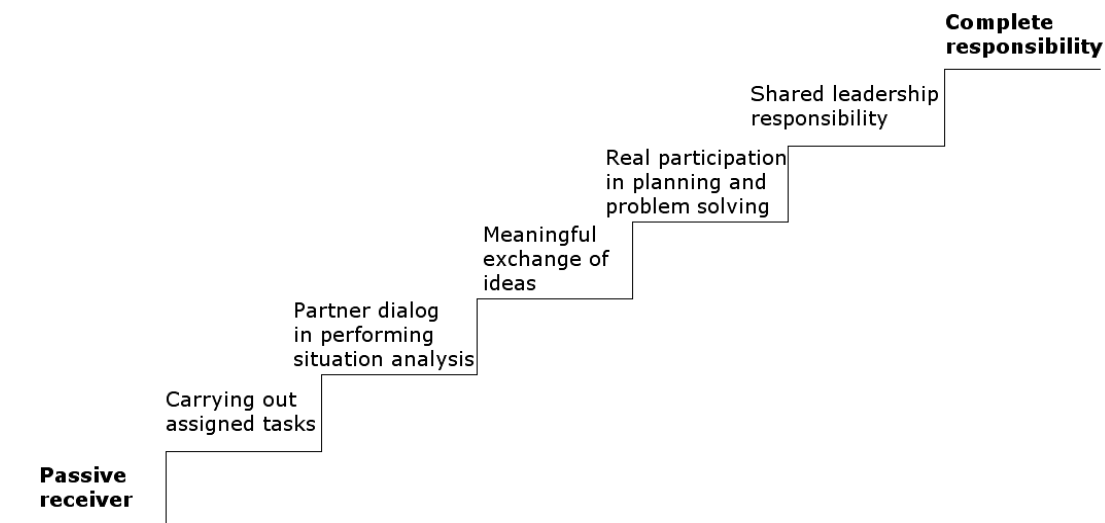 Complete
responsibility
Shared leadership
responsibility
Real participation
in planning and
problem solving
Meaningful
exchange of
ideas
Partner dialog
in performing
situation analysis
Carrying out
assigned tasks
Passive
receiver